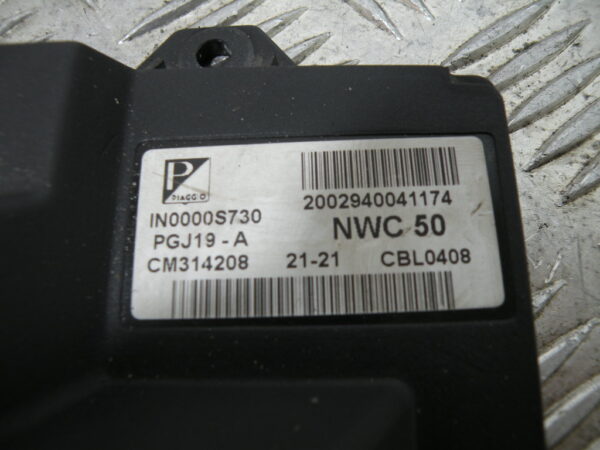 P
PIAGGIO
2002940041174
IN0000S730
NWC 50
PGJ19 - A
CM314208 21-21 CBL0408